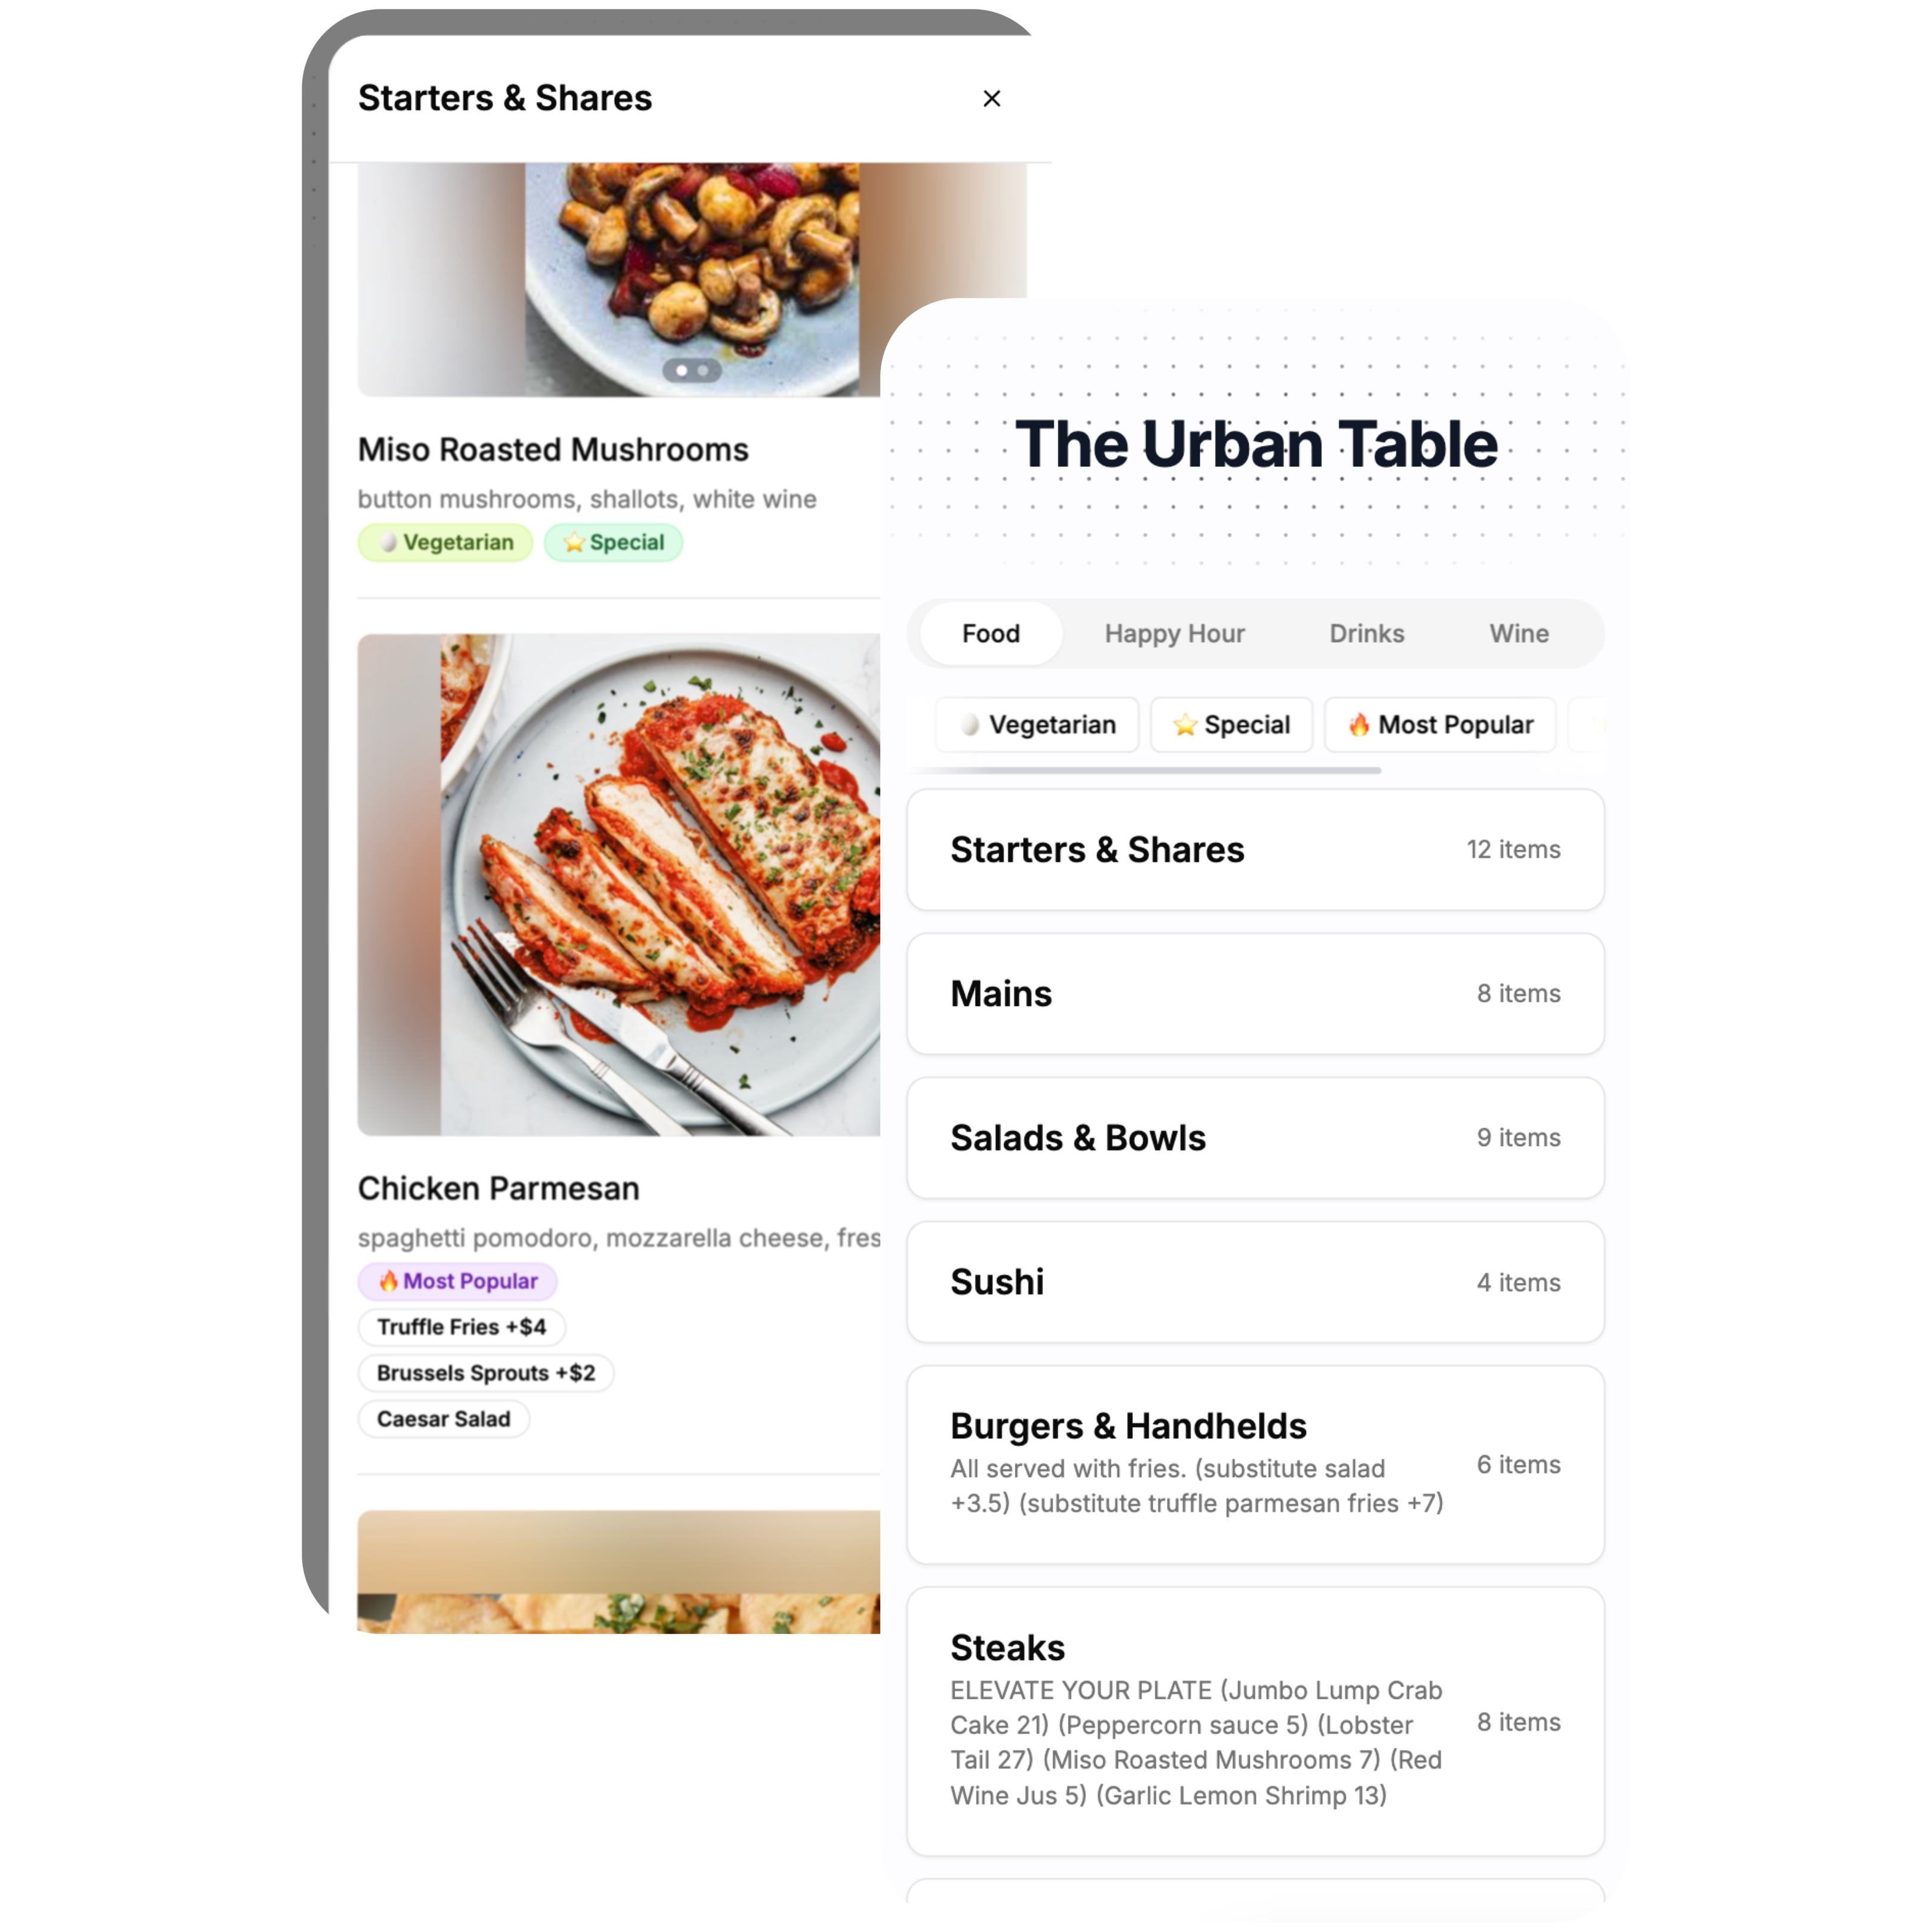 Starters & Shares
Miso Roasted Mushrooms
button mushrooms, shallots, white wine
Vegetarian
Special
Chicken Parmesan
spaghetti pomodoro, mozzarella cheese,
Most Popular
Truffle Fries +$4
Brussels Sprouts +$2
Caesar Salad
The Urban Table
Food
Happy Hour
Drinks
Wine
Vegetarian
Special
Most Popular
Starters & Shares
12 items
Mains
8 items
Salads & Bowls
9 items
Sushi
4 items
Burgers & Handhelds
All served with fries. (substitute salad
+3.5) (substitute truffle parmesan fries +7)
6 items
Steaks
ELEVATE YOUR PLATE (Jumbo Lump Crab
Cake 21) (Peppercorn sauce 5) (Lobster
Tail 27) (Miso Roasted Mushrooms 7) (Red
Wine Jus 5) (Garlic Lemon Shrimp 13)
8 items